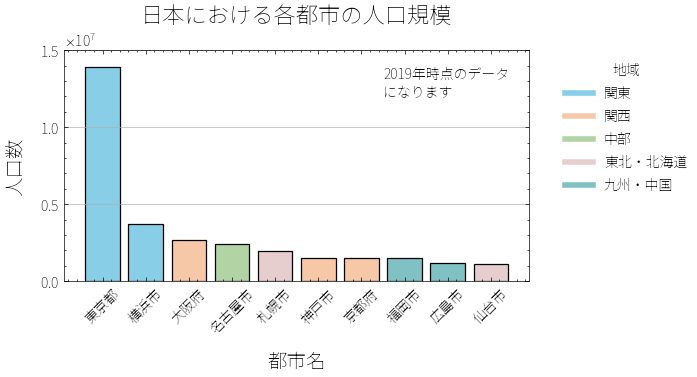 日本における各都市の人口規模
×10⁷
1.5
1.0
0.5
0.0
人口数
2019年時点のデータ
になります
東京都
横浜市
大阪府
名古屋市
札幌市
神戸市
京都府
福岡市
広島市
仙台市
都市名
地域
関東
関西
中部
東北・北海道
九州・中国